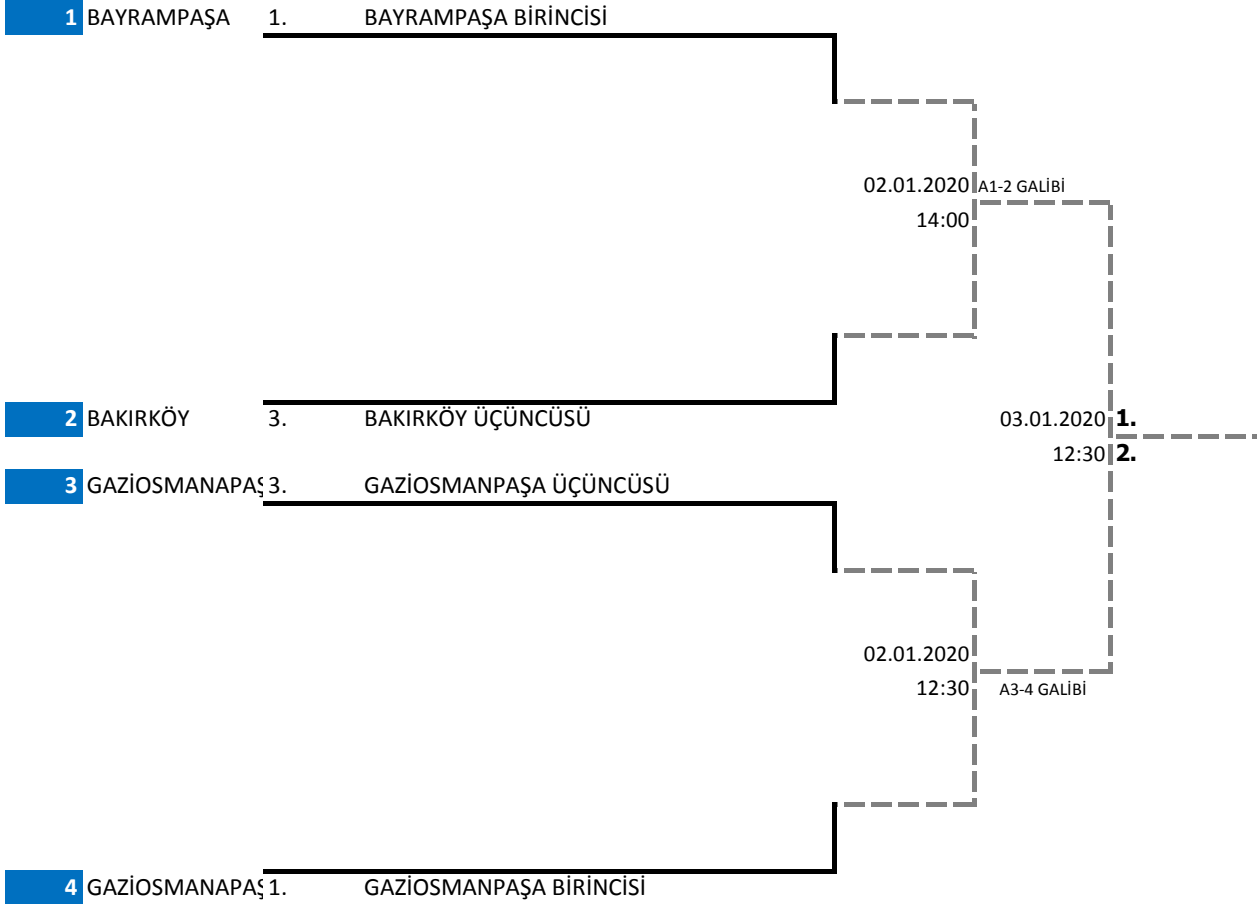 1 BAYRAMPAŞA 1. BAYRAMPAŞA BİRİNCİSİ
02.01.2020 A1-2 GALİBİ
14:00
2 BAKIRKÖY 3. BAKIRKÖY ÜÇÜNCÜSÜ
03.01.2020 1.
12:30 2.
3 GAZİOSMANAPAŞ 3. GAZİOSMANPAŞA ÜÇÜNCÜSÜ
02.01.2020
12:30 A3-4 GALİBİ
4 GAZİOSMANAPAŞ 1. GAZİOSMANPAŞA BİRİNCİSİ